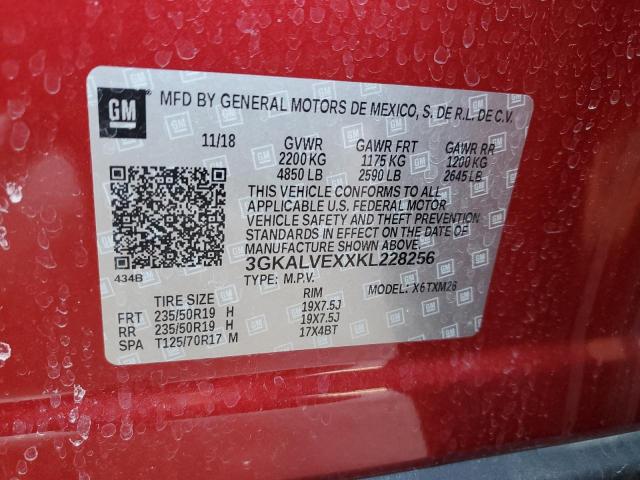 GM MFD BY GENERAL MOTORS DE MEXICO, S. DE R.L. DE C.V.
11/18 GVWR GAWR FRT GAWR RR
2200 KG 1175 KG 1200 KG
4850 LB 2590 LB 2645 LB
THIS VEHICLE CONFORMS TO ALL
APPLICABLE U.S. FEDERAL MOTOR
VEHICLE SAFETY AND THEFT PREVENTION
STANDARDS IN EFFECT ON THE DATE OF
MANUFACTURE SHOWN ABOVE.
3GKALVEXXKL228256
434B TYPE: M.P.V. MODEL: X6TXM26
TIRE SIZE RIM
FRT 235/50R19 H 19X7.5J
RR 235/50R19 H 19X7.5J
SPA T125/70R17 M 17X4BT